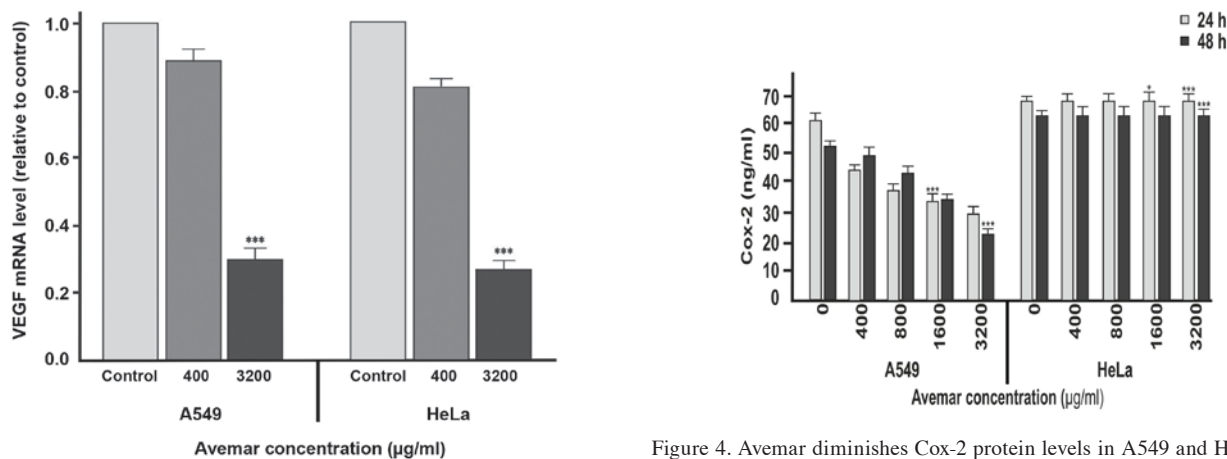 VEGF mRNA level (relative to control)
1.0
0.8
0.6
0.4
0.2
0.0
***
***
Control 400 3200 Control 400 3200
A549 HeLa
Avemar concentration (µg/ml)
24 h
48 h
Cox-2 (ng/ml)
70
60
50
40
30
20
10
0
***
***
*
***
***
0 400 800 1600 3200 0 400 800 1600 3200
A549 HeLa
Avemar concentration (µg/ml)
Figure 4. Avemar diminishes Cox-2 protein levels in A549 and H